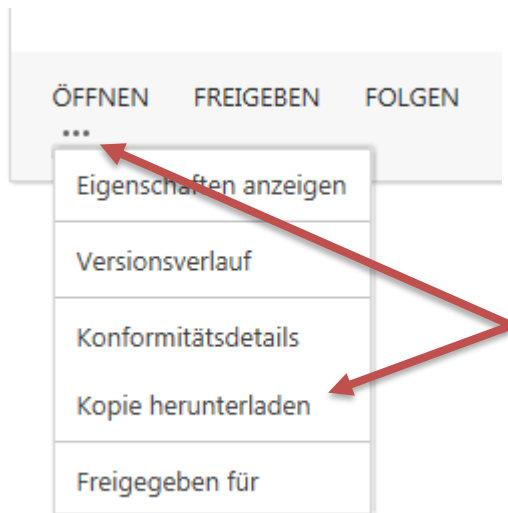 ÖFFNEN FREIGEBEN FOLGEN
...
Eigenschaften anzeigen
Versionsverlauf
Konformitätsdetails
Kopie herunterladen
Freigegeben für